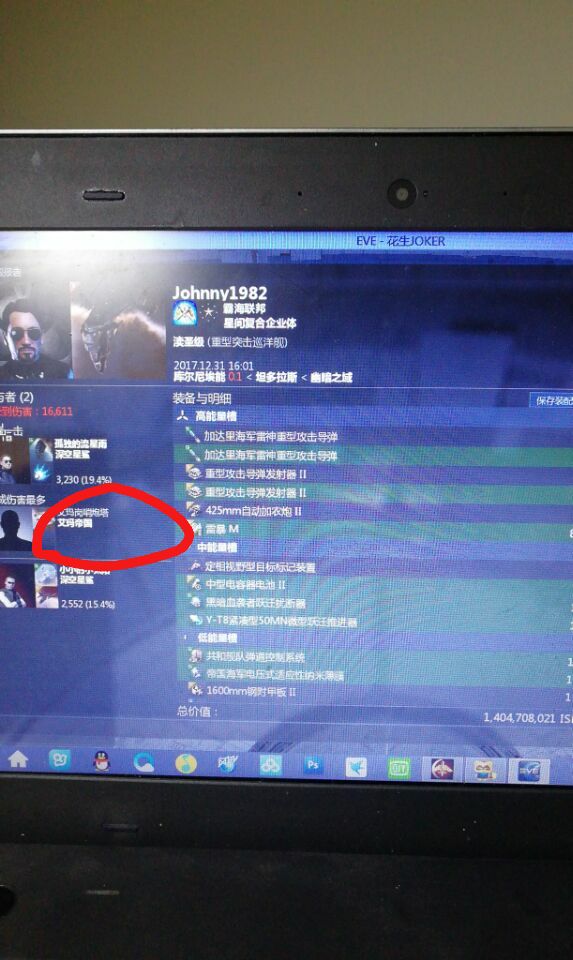 EVE - 花生JOKER
Johnny1982
霸海联邦
星间复合企业体
渎圣级 (重型突击巡洋舰)
2017.12.31 16:01
库尔尼埃能 0.1 < 坦多拉斯 < 幽暗之域
者 (2)
到伤害：16,611
一击
孤独的流星雨
深空星鲨
3,230 (19.4%)
成伤害最多
艾玛岗哨炮塔
艾玛帝国
深空星鲨
2,552 (15.4%)
装备与明细
保存装配
高能量槽
加达里海军雷神重型攻击导弹
加达里海军雷神重型攻击导弹
重型攻击导弹发射器 II
重型攻击导弹发射器 II
425mm自动加农炮 II
雷暴 M
中能量槽
定相视野型目标标记装置
中型电容器电池 II
黑暗血袭者跃迁扰断器
Y-T8紧凑型50MN微型跃迁推进器
低能量槽
共和舰队弹道控制系统
帝国海军电压式适应性纳米薄膜
1600mm钢附甲板 II
总价值：
1,404,708,021 IS